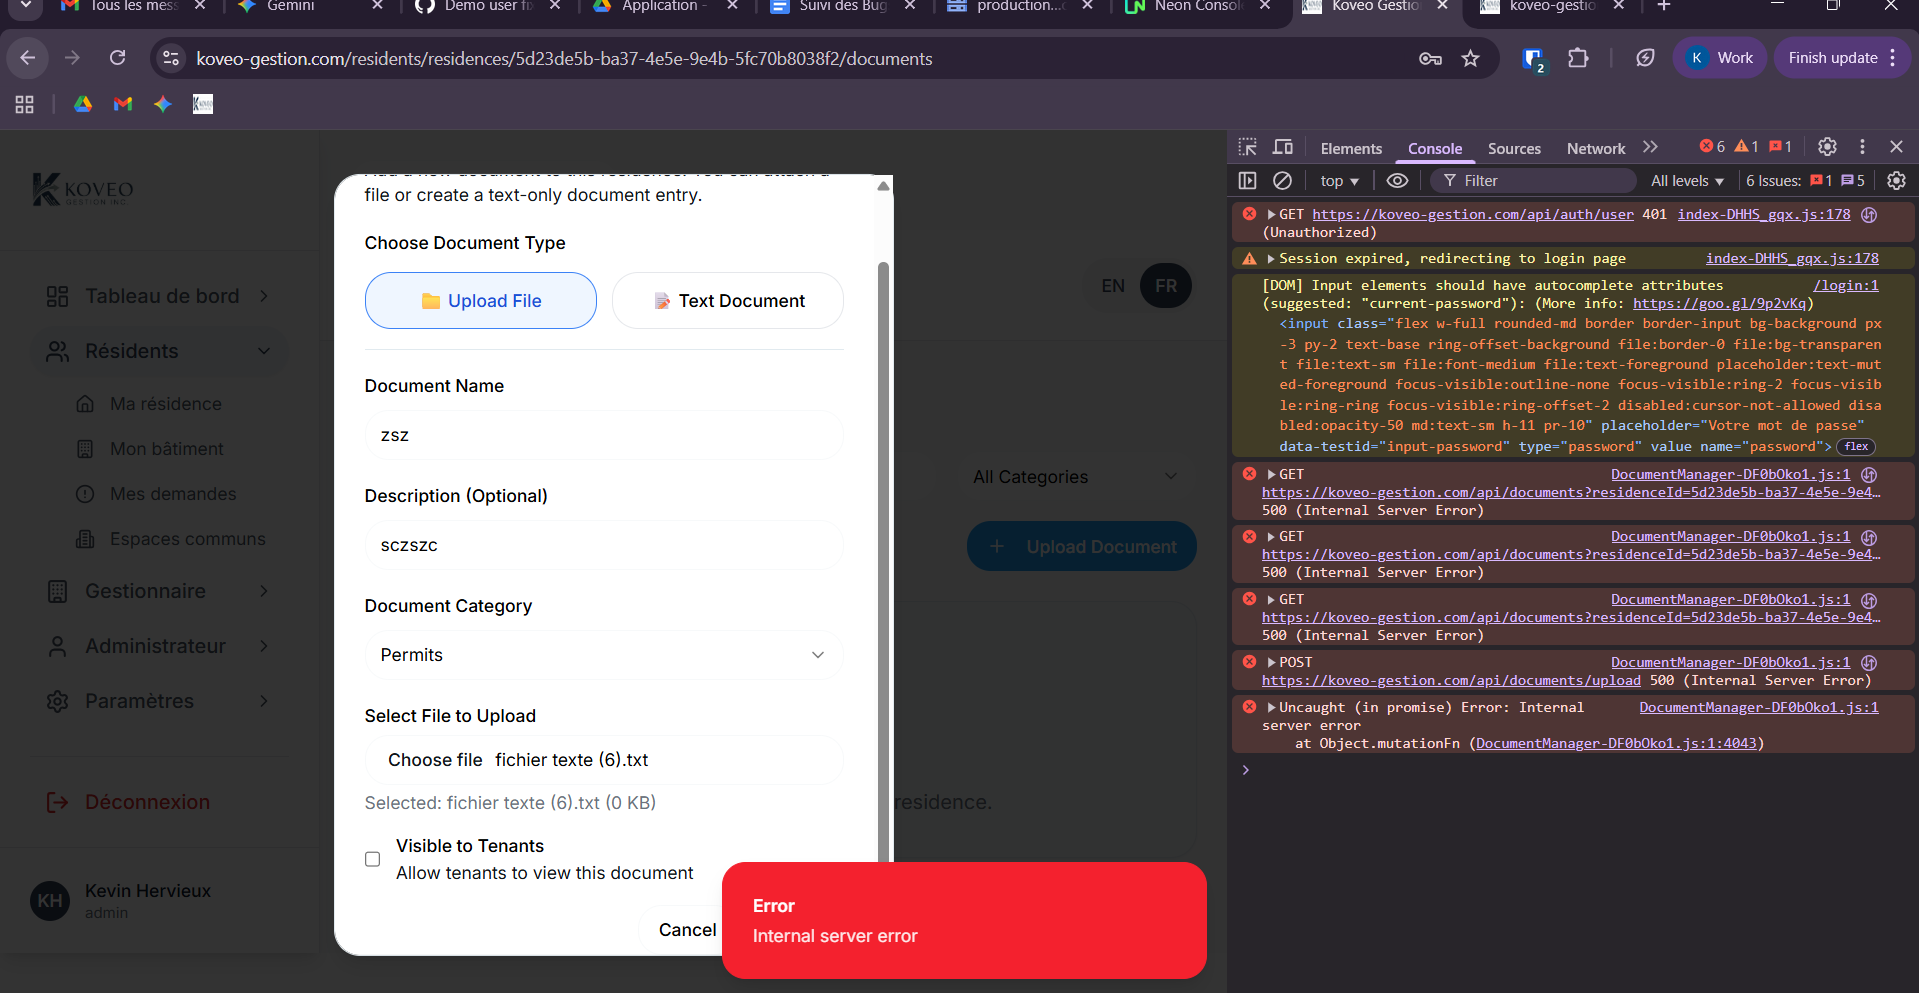 Tous les mess
Gemini
Demo user fix
Application -
Suivi des Bug
production...
Neon Console
Koveo Gestio
koveo-gestio
koveo-gestion.com/residents/residences/5d23de5b-ba37-4e5e-9e4b-5fc70b8038f2/documents
2
K Work
Finish update
KOVEO
GESTION INC.
Tableau de bord
Résidents
Ma résidence
Mon bâtiment
Mes demandes
Espaces communs
Gestionnaire
Administrateur
Paramètres
Déconnexion
KH
Kevin Hervieux
admin
EN FR
All Categories
+ Upload Document
residence.
file or create a text-only document entry.
Choose Document Type
Upload File
Text Document
Document Name
zsz
Description (Optional)
sczszc
Document Category
Permits
Select File to Upload
Choose file fichier texte (6).txt
Selected: fichier texte (6).txt (0 KB)
Visible to Tenants
Allow tenants to view this document
Cancel
Error
Internal server error
Elements Console Sources Network 6 1 1
top Filter All levels 6 Issues: 1 5
GET https://koveo-gestion.com/api/auth/user 401 index-DHHS_gqx.js:178
(Unauthorized)
Session expired, redirecting to login page index-DHHS_gqx.js:178
[DOM] Input elements should have autocomplete attributes /login:1
(suggested: "current-password"): (More info: https://goo.gl/9p2vKq)
<input class="flex w-full rounded-md border border-input bg-background px
-3 py-2 text-base ring-offset-background file:border-0 file:bg-transparen
t file:text-sm file:font-medium file:text-foreground placeholder:text-mut
ed-foreground focus-visible:outline-none focus-visible:ring-2 focus-visib
le:ring-ring focus-visible:ring-offset-2 disabled:cursor-not-allowed disa
bled:opacity-50 md:text-sm h-11 pr-10" placeholder="Votre mot de passe"
data-testid="input-password" type="password" value name="password"> flex
GET DocumentManager-DF0bOko1.js:1
https://koveo-gestion.com/api/documents?residenceId=5d23de5b-ba37-4e5e-9e4…
500 (Internal Server Error)
GET DocumentManager-DF0bOko1.js:1
https://koveo-gestion.com/api/documents?residenceId=5d23de5b-ba37-4e5e-9e4…
500 (Internal Server Error)
GET DocumentManager-DF0bOko1.js:1
https://koveo-gestion.com/api/documents?residenceId=5d23de5b-ba37-4e5e-9e4…
500 (Internal Server Error)
POST DocumentManager-DF0bOko1.js:1
https://koveo-gestion.com/api/documents/upload 500 (Internal Server Error)
Uncaught (in promise) Error: Internal DocumentManager-DF0bOko1.js:1
server error
at Object.mutationFn (DocumentManager-DF0bOko1.js:1:4043)